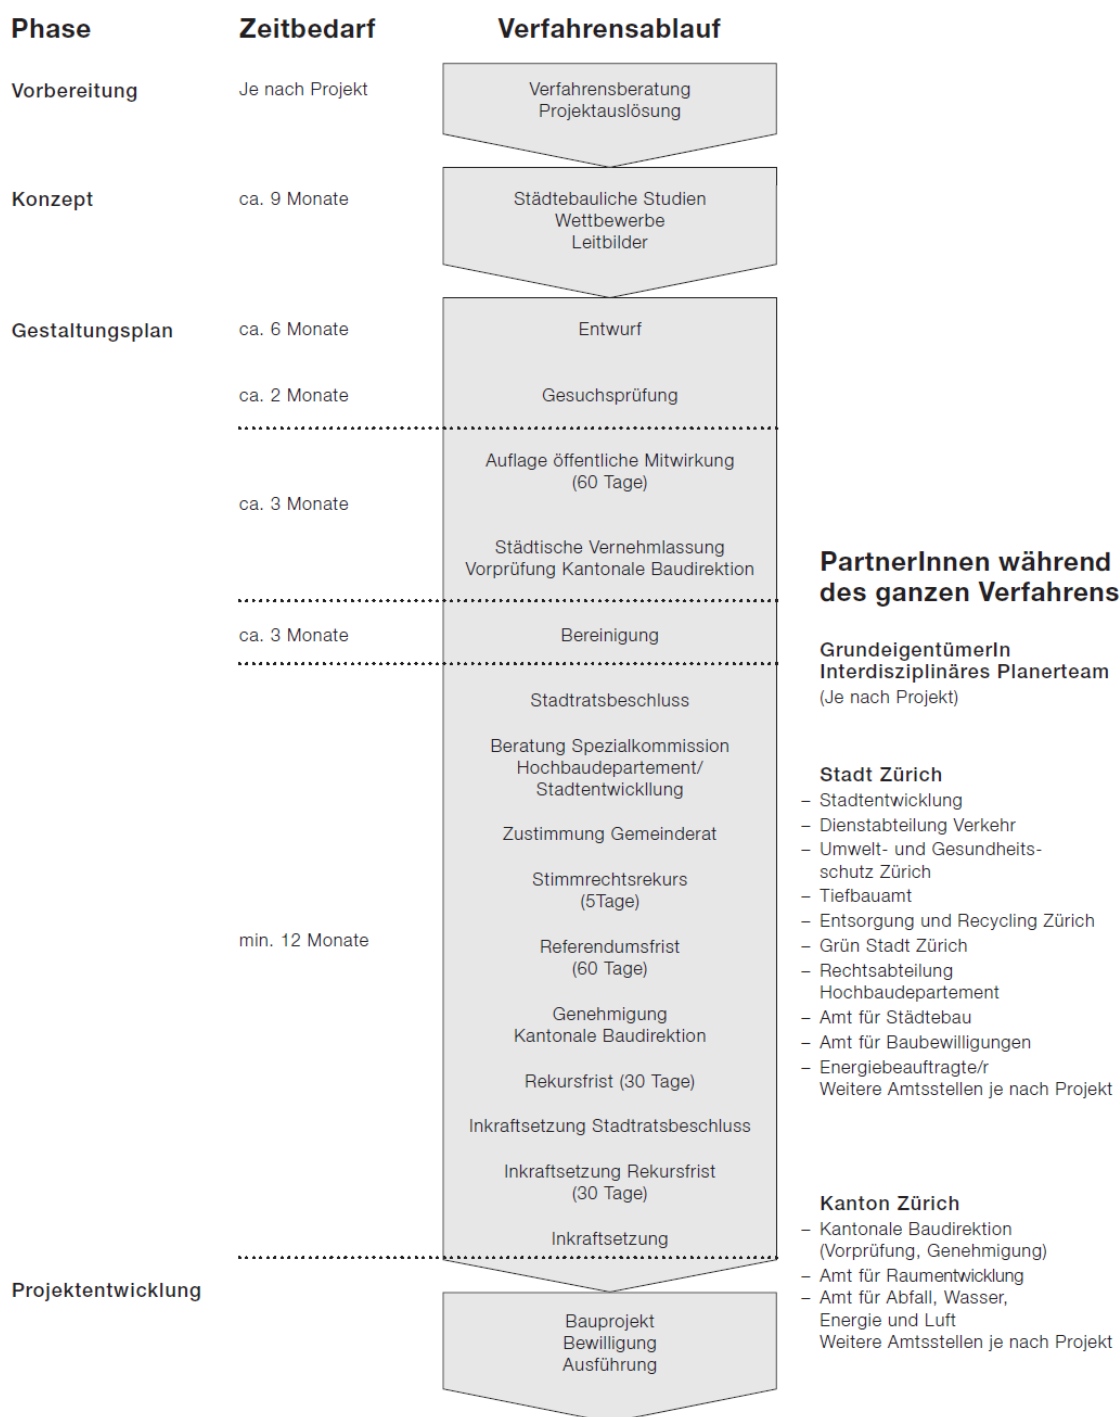 Phase Zeitbedarf Verfahrensablauf
Vorbereitung Je nach Projekt Verfahrensberatung
Projektauslösung
Konzept ca. 9 Monate Städtebauliche Studien
Wettbewerbe
Leitbilder
Gestaltungsplan ca. 6 Monate Entwurf
ca. 2 Monate Gesuchsprüfung
Auflage öffentliche Mitwirkung
(60 Tage)
ca. 3 Monate
Städtische Vernehmlassung
Vorprüfung Kantonale Baudirektion
ca. 3 Monate Bereinigung
Stadtratsbeschluss
Beratung Spezialkommission
Hochbaudepartement/
Stadtentwickllung
Zustimmung Gemeinderat
Stimmrechtsrekurs
(5Tage)
min. 12 Monate
Referendumsfrist
(60 Tage)
Genehmigung
Kantonale Baudirektion
Rekursfrist (30 Tage)
Inkraftsetzung Stadtratsbeschluss
Inkraftsetzung Rekursfrist
(30 Tage)
Inkraftsetzung
Projektentwicklung
Bauprojekt
Bewilligung
Ausführung
PartnerInnen während
des ganzen Verfahrens
GrundeigentümerIn
Interdisziplinäres Planerteam
(Je nach Projekt)
Stadt Zürich
– Stadtentwicklung
– Dienstabteilung Verkehr
– Umwelt- und Gesundheits-
schutz Zürich
– Tiefbauamt
– Entsorgung und Recycling Zürich
– Grün Stadt Zürich
– Rechtsabteilung
Hochbaudepartement
– Amt für Städtebau
– Amt für Baubewilligungen
– Energiebeauftragte/r
Weitere Amtsstellen je nach Projekt
Kanton Zürich
– Kantonale Baudirektion
(Vorprüfung, Genehmigung)
– Amt für Raumentwicklung
– Amt für Abfall, Wasser,
Energie und Luft
Weitere Amtsstellen je nach Projekt